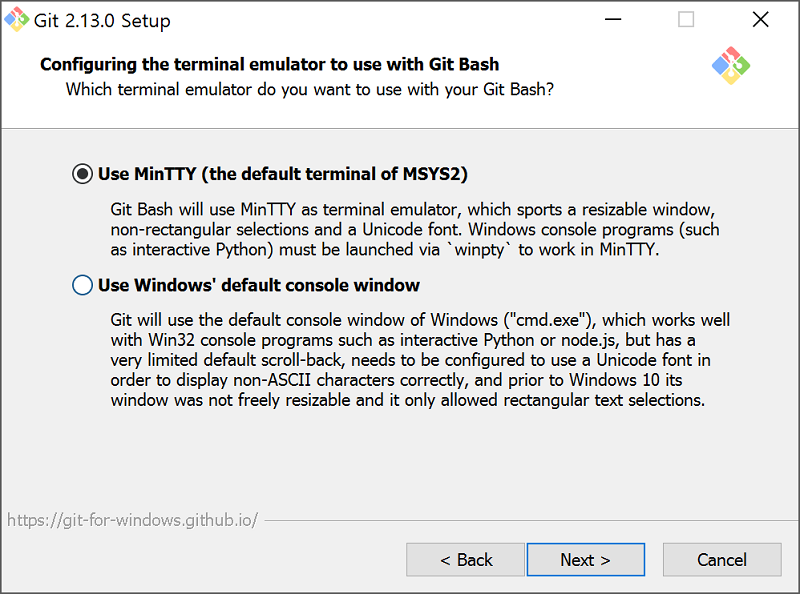 Git 2.13.0 Setup
Configuring the terminal emulator to use with Git Bash
Which terminal emulator do you want to use with your Git Bash?
Use MinTTY (the default terminal of MSYS2)
Git Bash will use MinTTY as terminal emulator, which sports a resizable window,
non-rectangular selections and a Unicode font. Windows console programs (such
as interactive Python) must be launched via `winpty` to work in MinTTY.
Use Windows' default console window
Git will use the default console window of Windows ("cmd.exe"), which works well
with Win32 console programs such as interactive Python or node.js, but has a
very limited default scroll-back, needs to be configured to use a Unicode font in
order to display non-ASCII characters correctly, and prior to Windows 10 its
window was not freely resizable and it only allowed rectangular text selections.
https://git-for-windows.github.io/
< Back
Next >
Cancel